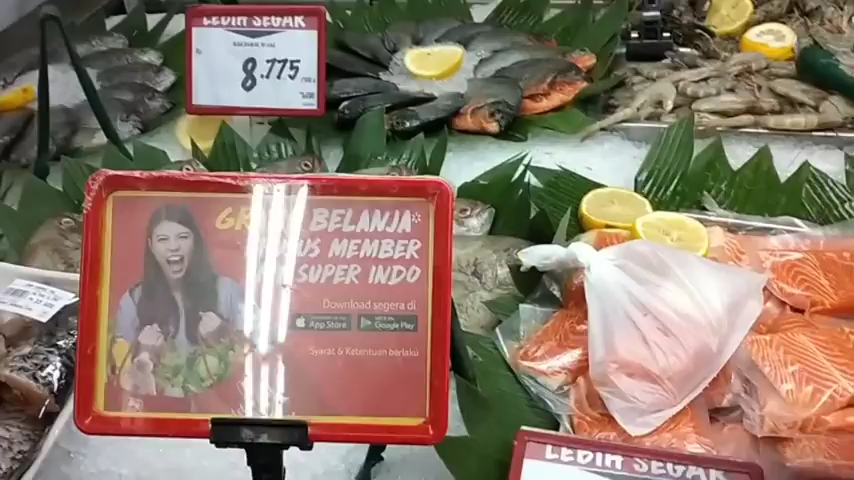 LEBIH SEGAR
8.775
BELANJA*
MEMBER
SUPER INDO
Download segera di
App Store
Google Play
Syarat & Ketentuan berlaku
LEBIH SEGAR